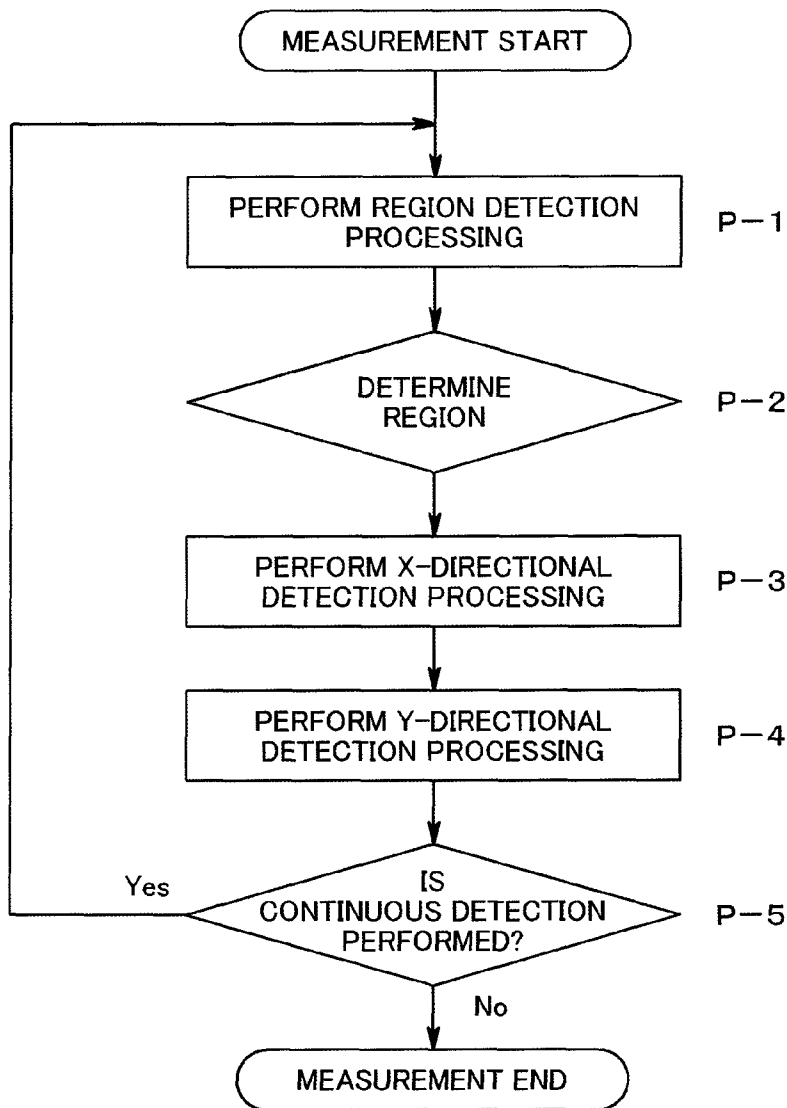 MEASUREMENT START
PERFORM REGION DETECTION
PROCESSING
P-1
DETERMINE
REGION
P-2
PERFORM X-DIRECTIONAL
DETECTION PROCESSING
P-3
PERFORM Y-DIRECTIONAL
DETECTION PROCESSING
P-4
Yes
IS
CONTINUOUS DETECTION
PERFORMED?
P-5
No
MEASUREMENT END